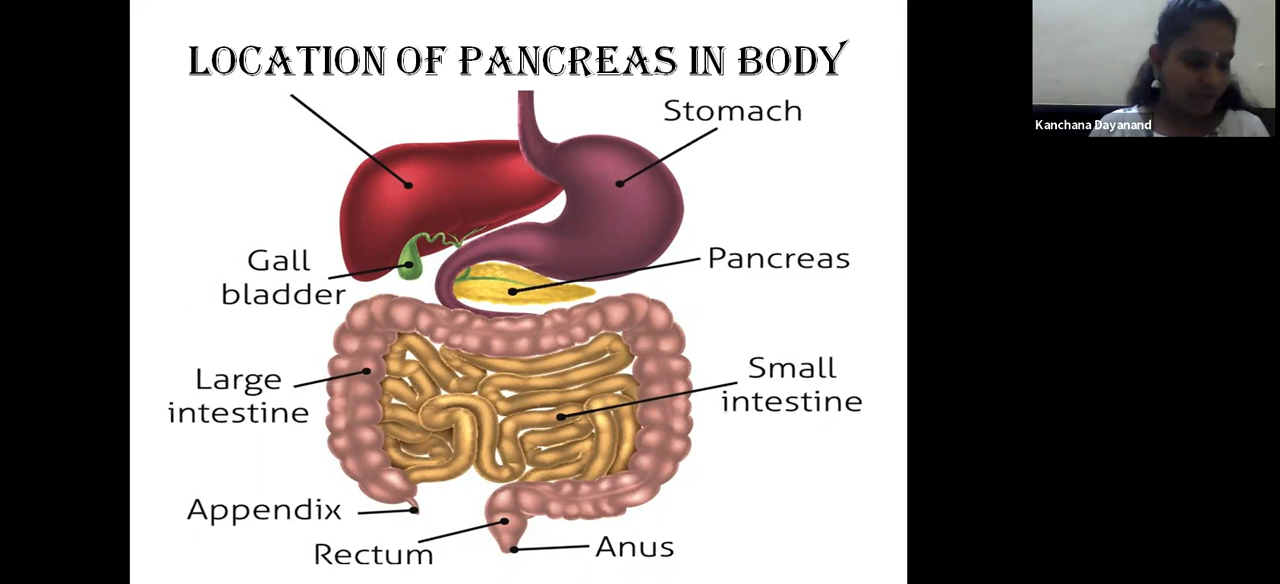 LOCATION OF PANCREAS IN BODY
Stomach
Kanchana Dayanand
Gall
bladder
Pancreas
Large
intestine
Small
intestine
Appendix
Rectum
Anus